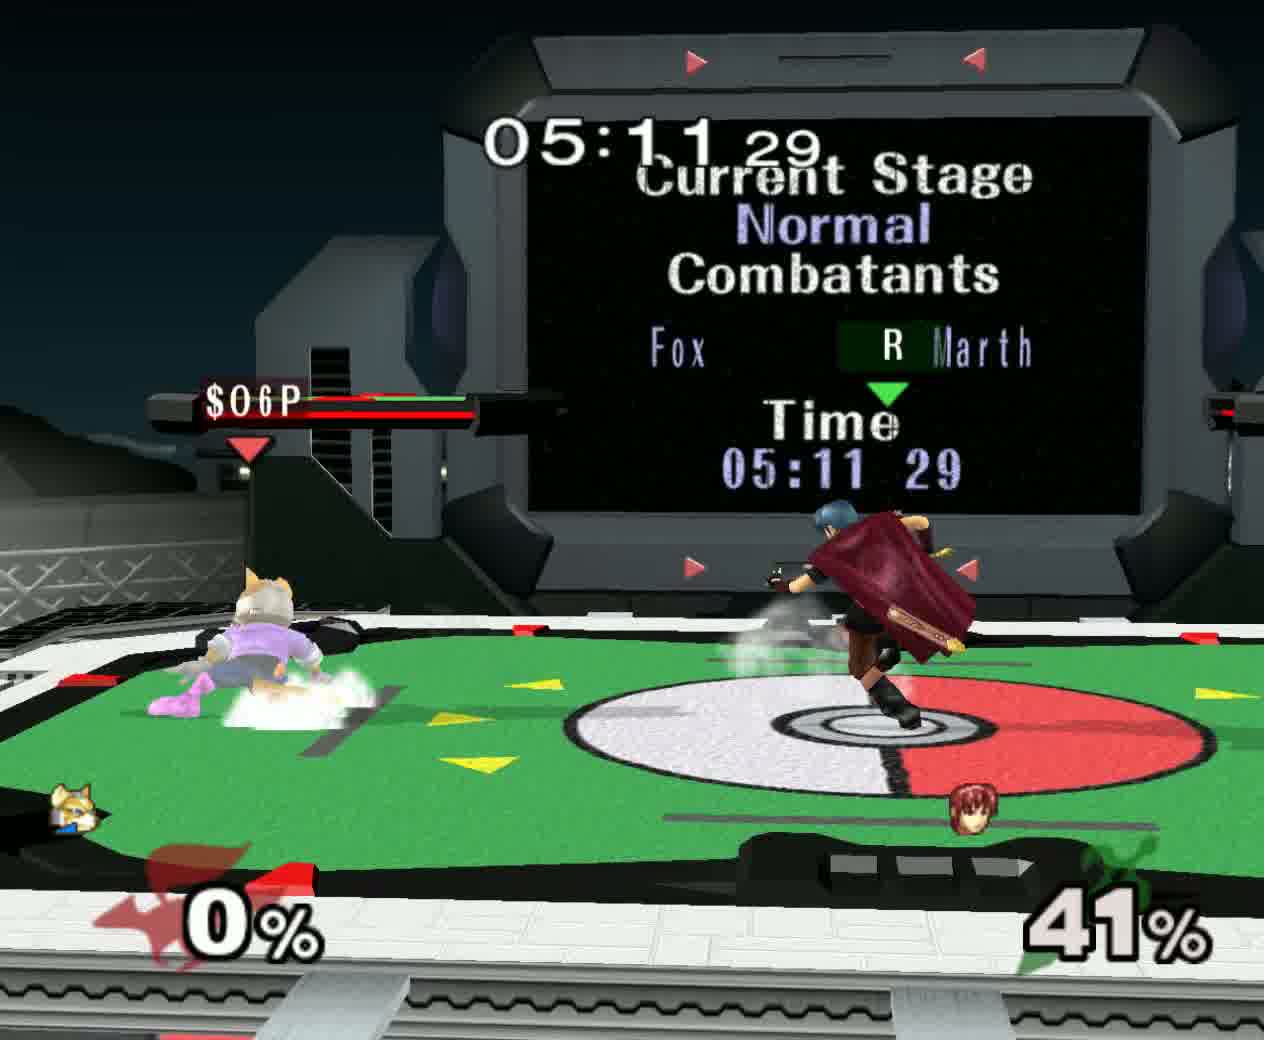 05:11 29
Current Stage
Normal
Combatants
Fox R Marth
$06P
Time
05:11 29
0% 41%